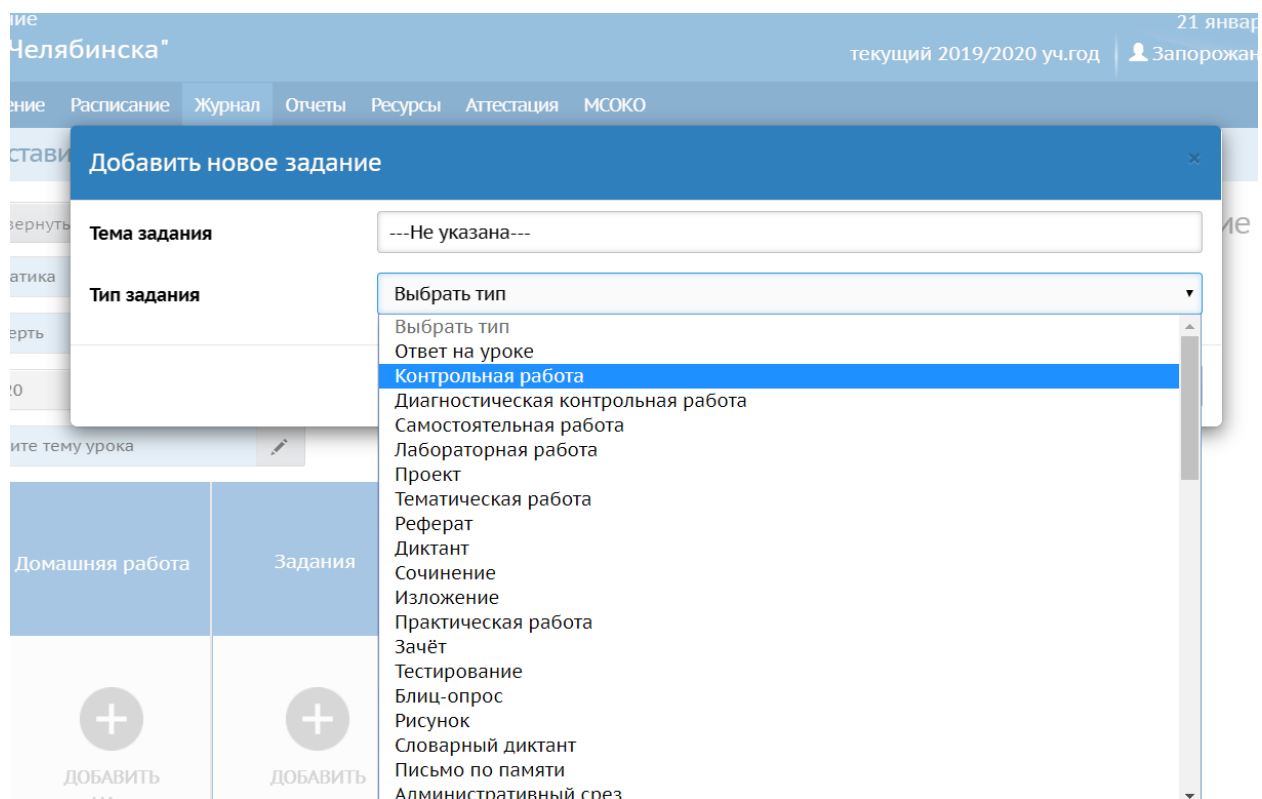 ние
Челябинска"
21 январ
текущий 2019/2020 уч.год
Запорожан
ение Расписание Журнал Отчеты Ресурсы Аттестация МСОКО
стави
Добавить новое задание
×
вернуть
Тема задания
---Не указана---
ие
атика
Тип задания
Выбрать тип
ерть
Выбрать тип
Ответ на уроке
Контрольная работа
20
Диагностическая контрольная работа
Самостоятельная работа
ите тему урока
Лабораторная работа
Проект
Тематическая работа
Реферат
Диктант
Домашняя работа
Задания
Сочинение
Изложение
Практическая работа
Зачёт
Тестирование
Блиц-опрос
Рисунок
Словарный диктант
ДОБАВИТЬ
ДОБАВИТЬ
Письмо по памяти
Административный срез